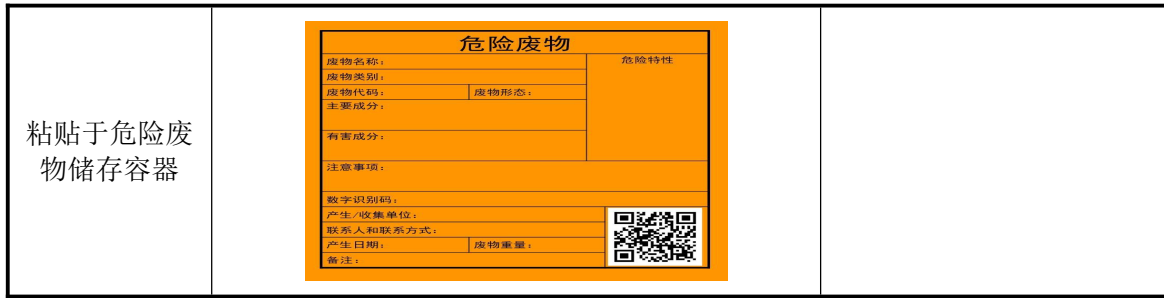 粘贴于危险废
物储存容器
危险废物
废物名称：
危险特性
废物类别：
废物代码：
废物形态：
主要成分：
有害成分：
注意事项：
数字识别码：
产生/收集单位：
联系人和联系方式：
产生日期：
废物重量：
备注：